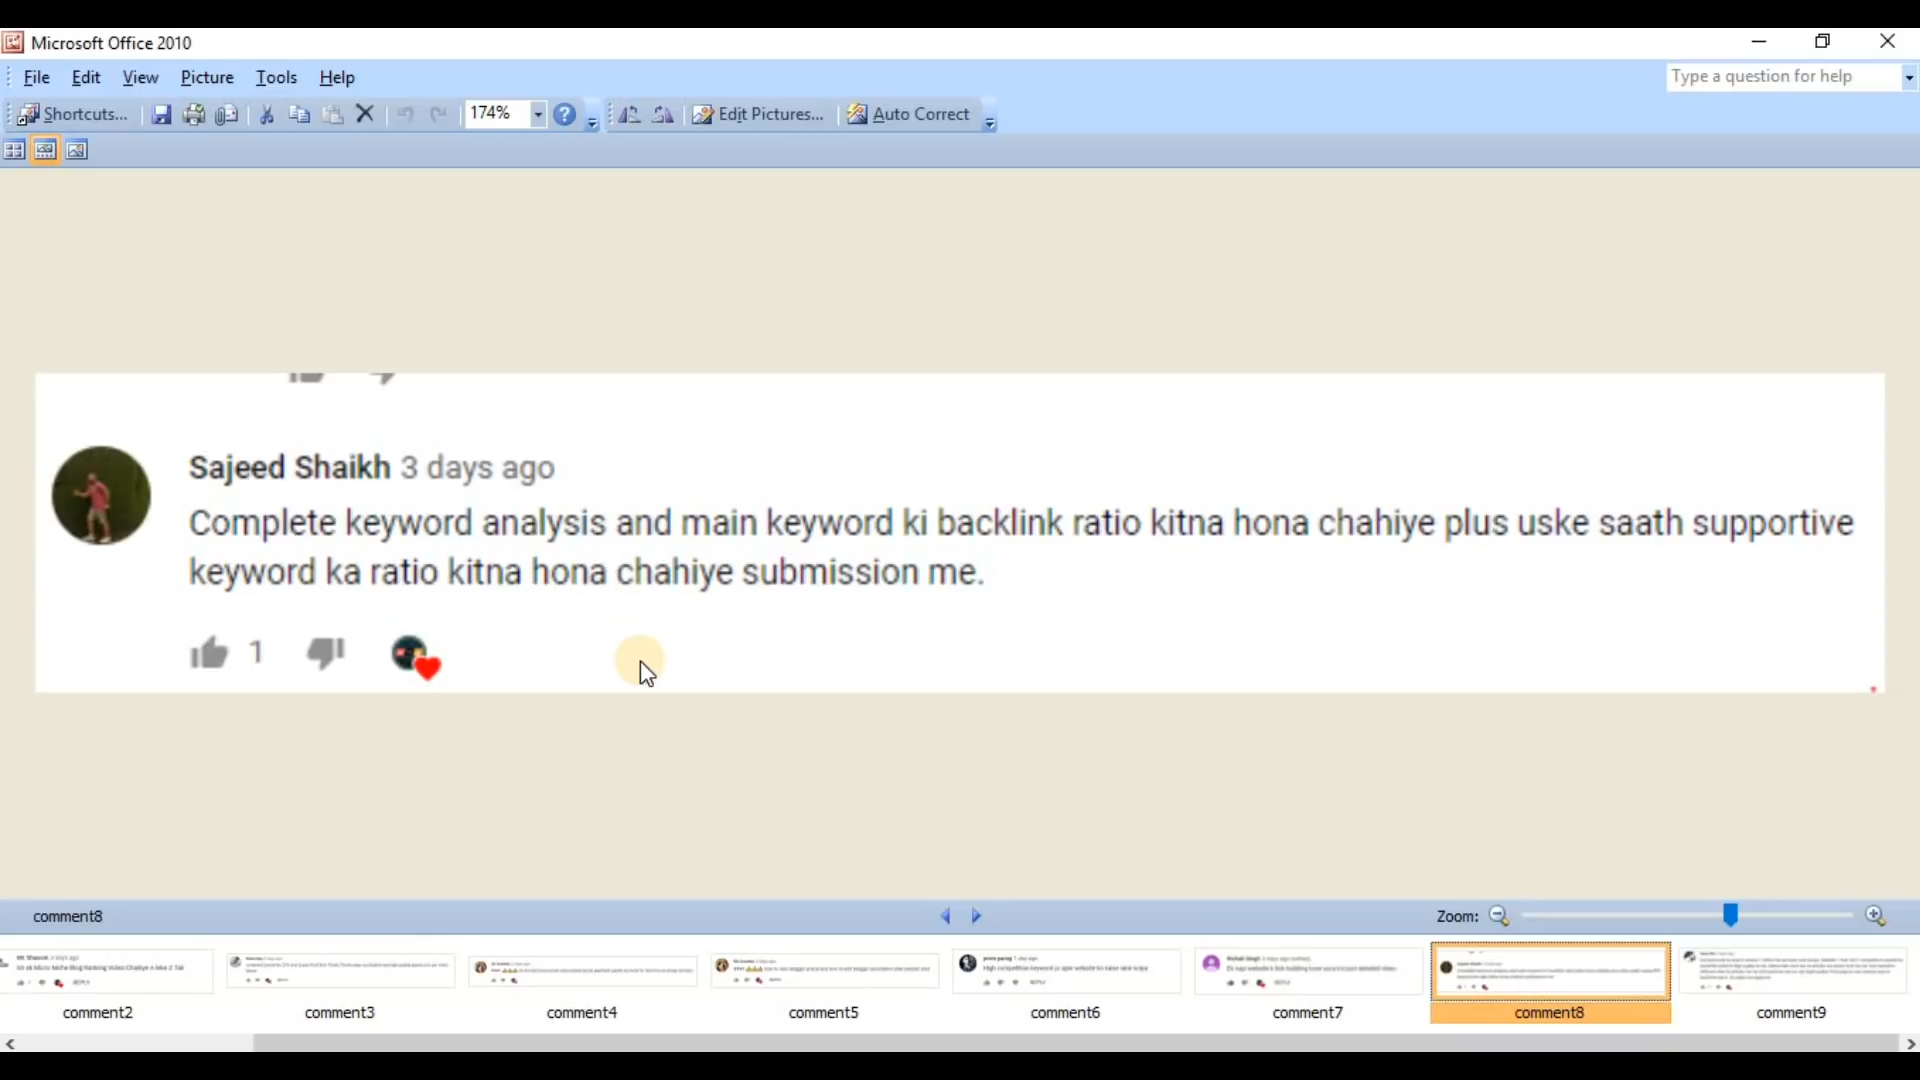 Microsoft Office 2010
File Edit View Picture Tools Help
Type a question for help
Shortcuts... 174% Edit Pictures... Auto Correct
Sajeed Shaikh 3 days ago
Complete keyword analysis and main keyword ki backlink ratio kitna hona chahiye plus uske saath supportive
keyword ka ratio kitna hona chahiye submission me.
1
comment8
Zoom:
comment2 comment3 comment4 comment5 comment6 comment7 comment8 comment9